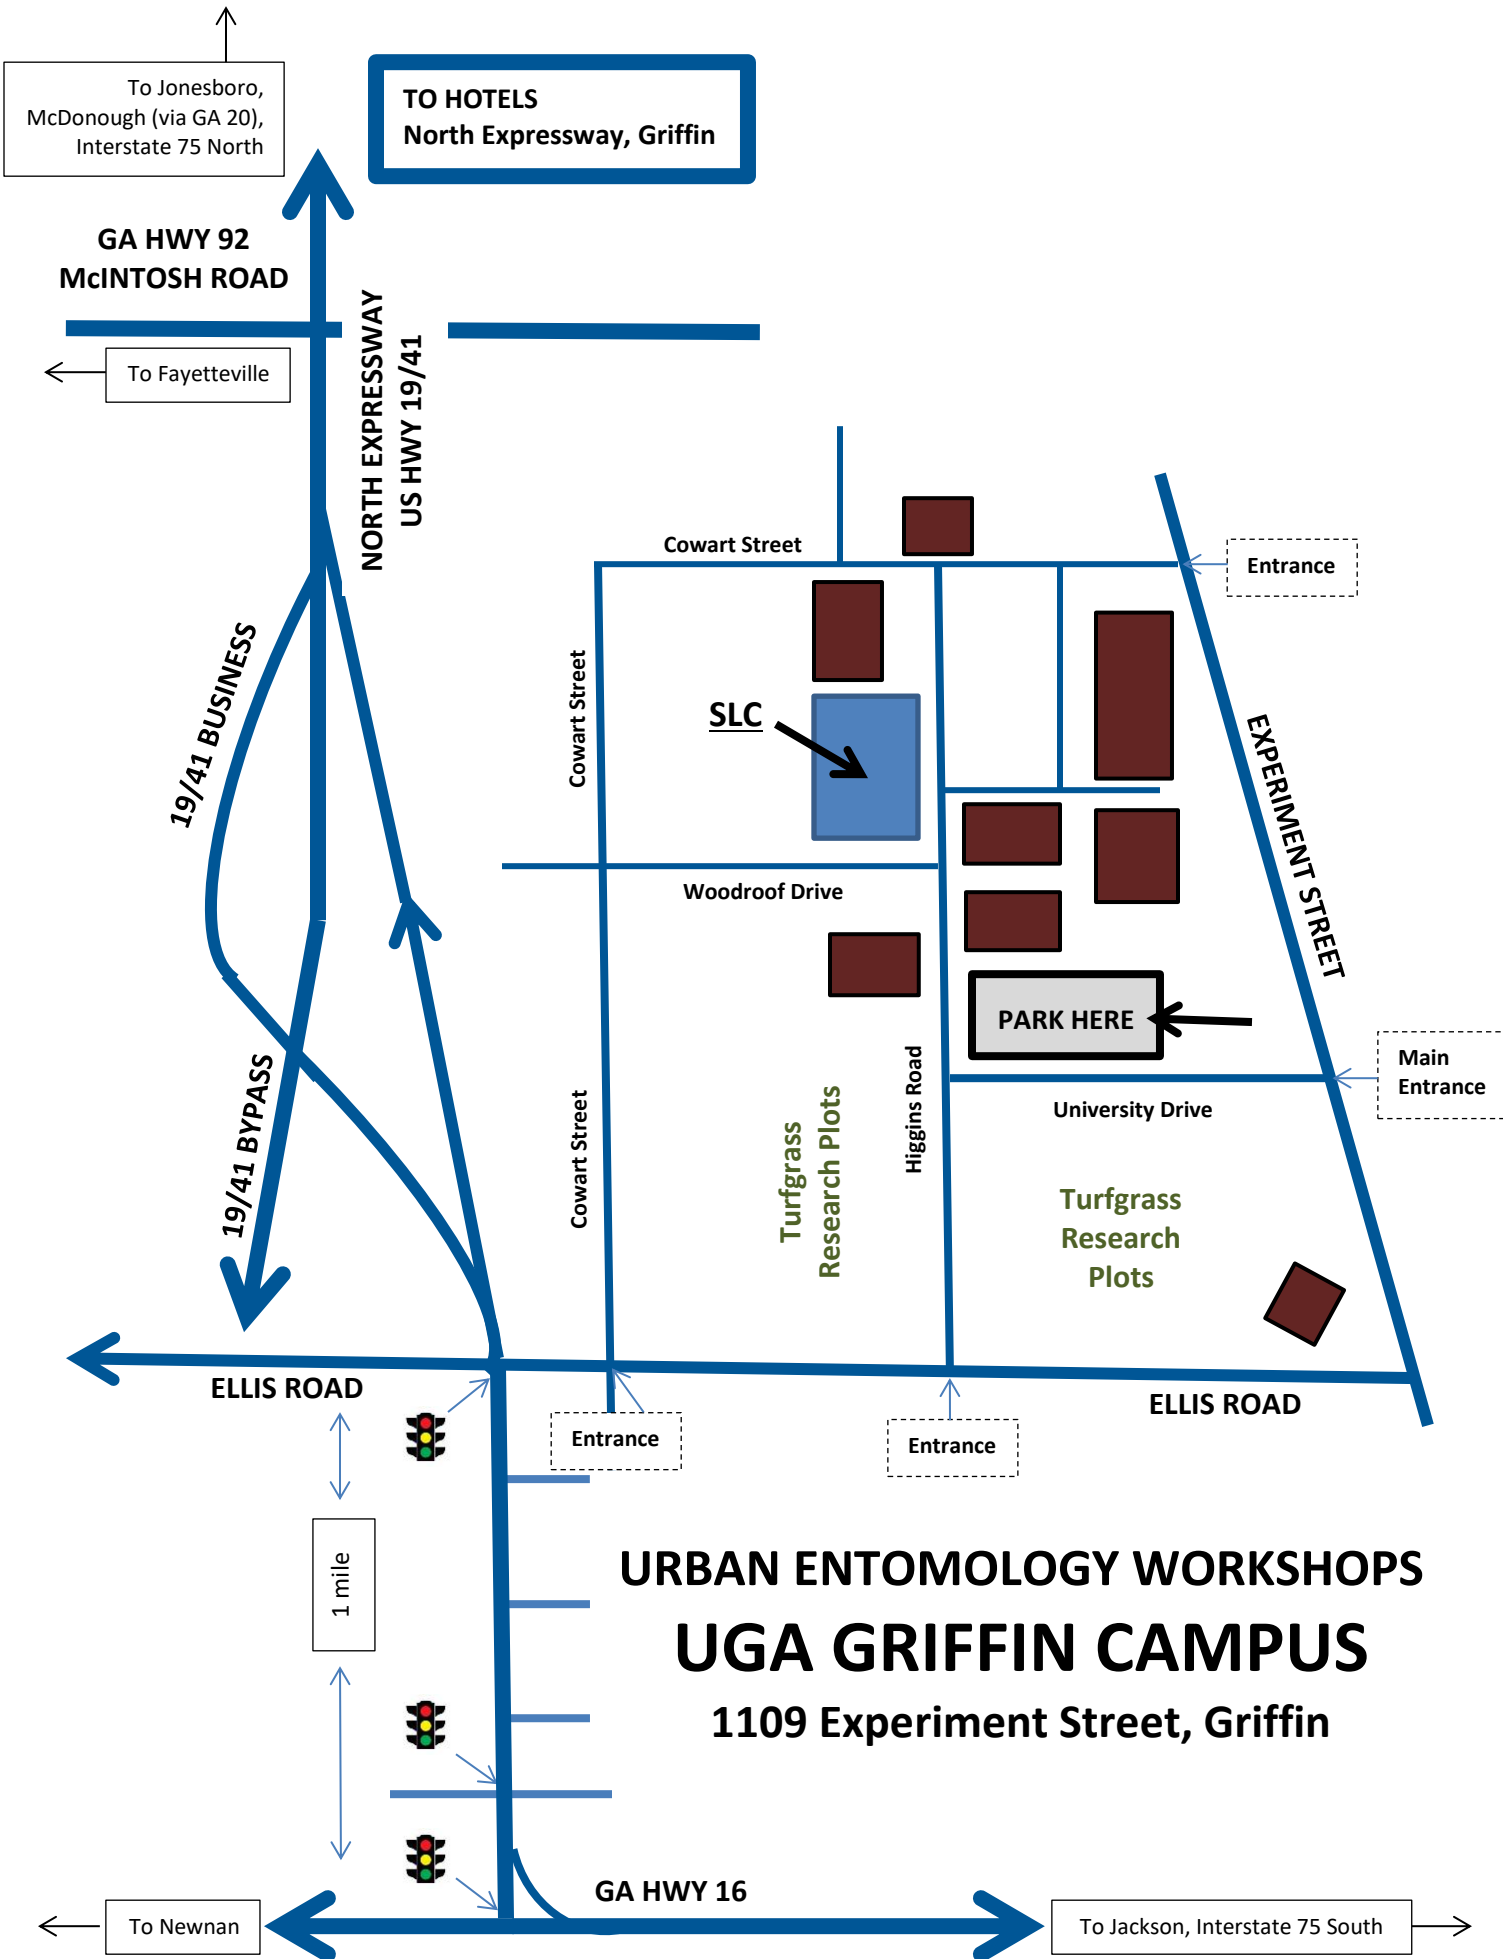 To Jonesboro,
McDonough (via GA 20),
Interstate 75 North
TO HOTELS
North Expressway, Griffin
GA HWY 92
McINTOSH ROAD
To Fayetteville
NORTH EXPRESSWAY
US HWY 19/41
Cowart Street
Entrance
19/41 BUSINESS
Cowart Street
SLC
EXPERIMENT STREET
Woodroof Drive
PARK HERE
Main
Entrance
19/41 BYPASS
Cowart Street
Turfgrass
Research Plots
Higgins Road
University Drive
Turfgrass
Research
Plots
ELLIS ROAD
ELLIS ROAD
Entrance
Entrance
1 mile
URBAN ENTOMOLOGY WORKSHOPS
UGA GRIFFIN CAMPUS
1109 Experiment Street, Griffin
GA HWY 16
To Newnan
To Jackson, Interstate 75 South